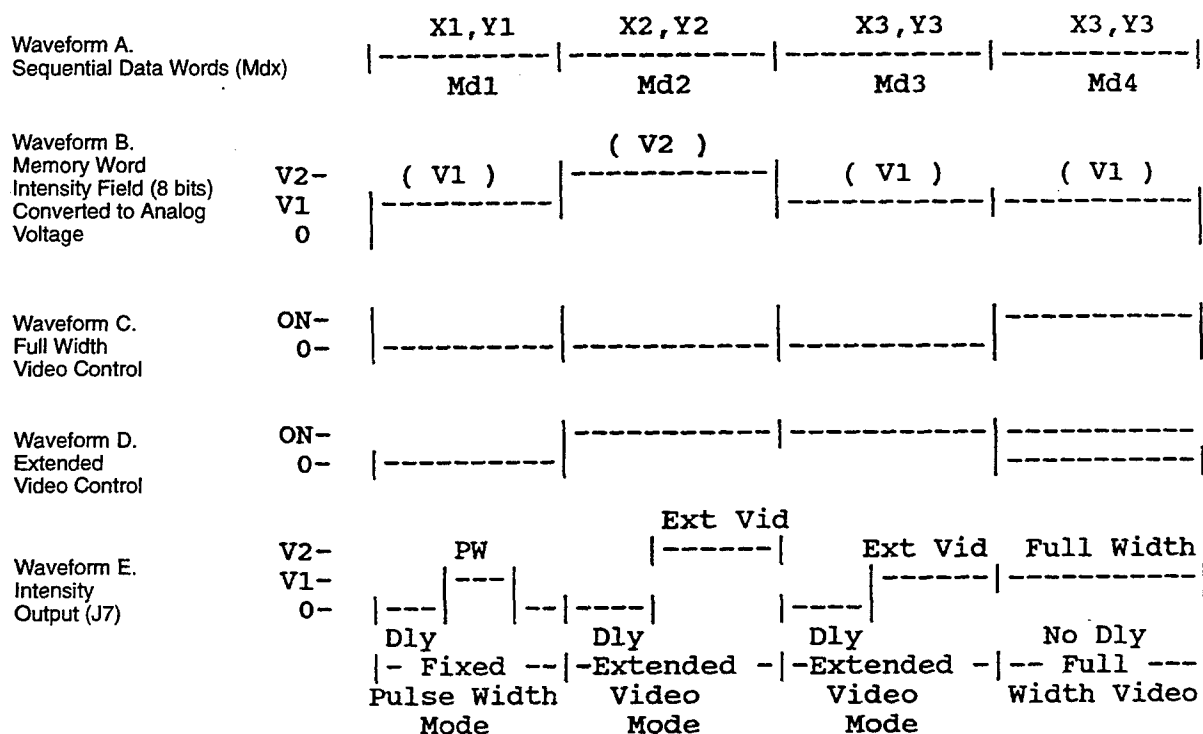 X1,Y1 X2,Y2 X3,Y3 X3,Y3
Waveform A.
Sequential Data Words (Mdx)
Md1 Md2 Md3 Md4
Waveform B.
Memory Word
Intensity Field (8 bits)
Converted to Analog
Voltage
V2-
V1
0
( V1 ) ( V2 ) ( V1 ) ( V1 )
Waveform C.
Full Width
Video Control
ON-
0-
Waveform D.
Extended
Video Control
ON-
0-
Waveform E.
Intensity
Output (J7)
V2-
V1-
0-
PW Ext Vid Ext Vid Full Width
Dly Dly Dly No Dly
|- Fixed --|-Extended -|-Extended -|-- Full ---
Pulse Width Video Video Width Video
Mode Mode Mode